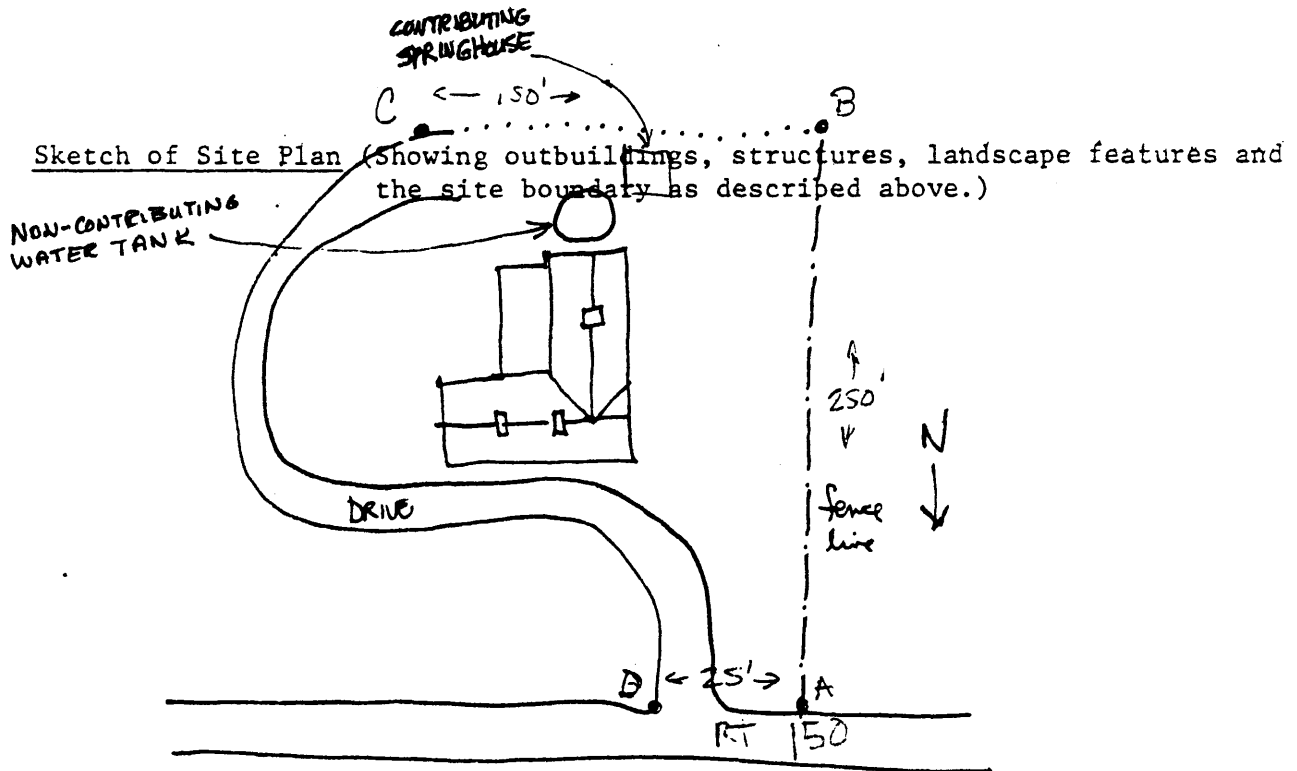 CONTRIBUTING
SPRINGHOUSE
C <— 150' —> B
Sketch of Site Plan (Showing outbuildings, structures, landscape features and
the site boundary as described above.)
NON-CONTRIBUTING
WATER TANK
250'
N
DRIVE
fence
line
D ← 25' → A
RT 150